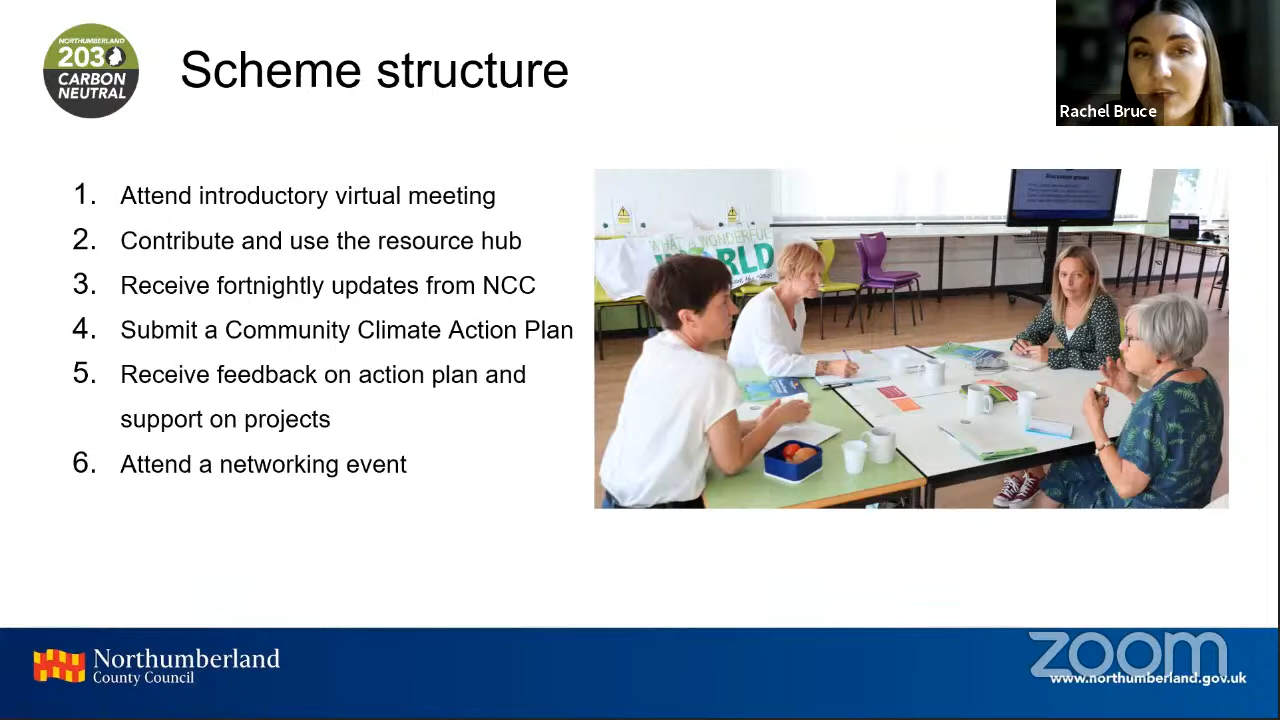 NORTHUMBERLAND
2030
CARBON
NEUTRAL
Scheme structure
Rachel Bruce
1. Attend introductory virtual meeting
2. Contribute and use the resource hub
3. Receive fortnightly updates from NCC
4. Submit a Community Climate Action Plan
5. Receive feedback on action plan and
support on projects
6. Attend a networking event
WHAT A WONDERFUL
WORLD
Northumberland
County Council
zoom
www.northumberland.gov.uk